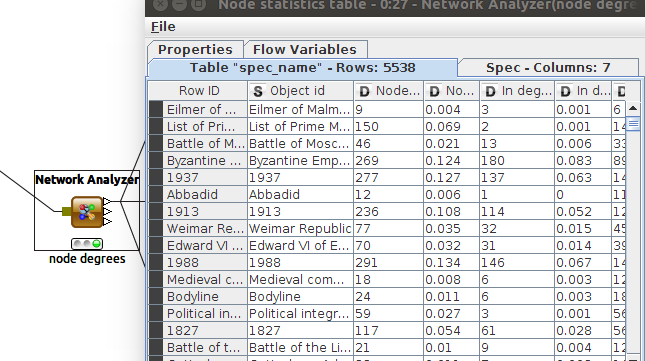 Node statistics table - 0:27 - Network Analyzer(node degre
File
Properties Flow Variables
Table "spec_name" - Rows: 5538 Spec - Columns: 7
Row ID S Object id D Node... D No... D In deg... D In d... D
Eilmer of ... Eilmer of Malm... 9 0.004 3 0.001 6
List of Pri... List of Prime M... 150 0.069 2 0.001 14
Battle of M... Battle of Mosc... 46 0.021 13 0.006 33
Byzantine ... Byzantine Emp... 269 0.124 180 0.083 89
1937 1937 277 0.127 137 0.063 14
Network Analyzer
Abbadid Abbadid 12 0.006 1 0 11
1913 1913 236 0.108 114 0.052 12
Weimar Re... Weimar Republic 77 0.035 32 0.015 45
Edward VI ... Edward VI of E... 70 0.032 31 0.014 39
node degrees
1988 1988 291 0.134 146 0.067 14
Medieval c... Medieval com... 18 0.008 6 0.003 12
Bodyline Bodyline 24 0.011 6 0.003 18
Political in... Political integr... 59 0.027 3 0.001 56
1827 1827 117 0.054 61 0.028 56
Battle of t... Battle of the Li... 21 0.01 9 0.004 12